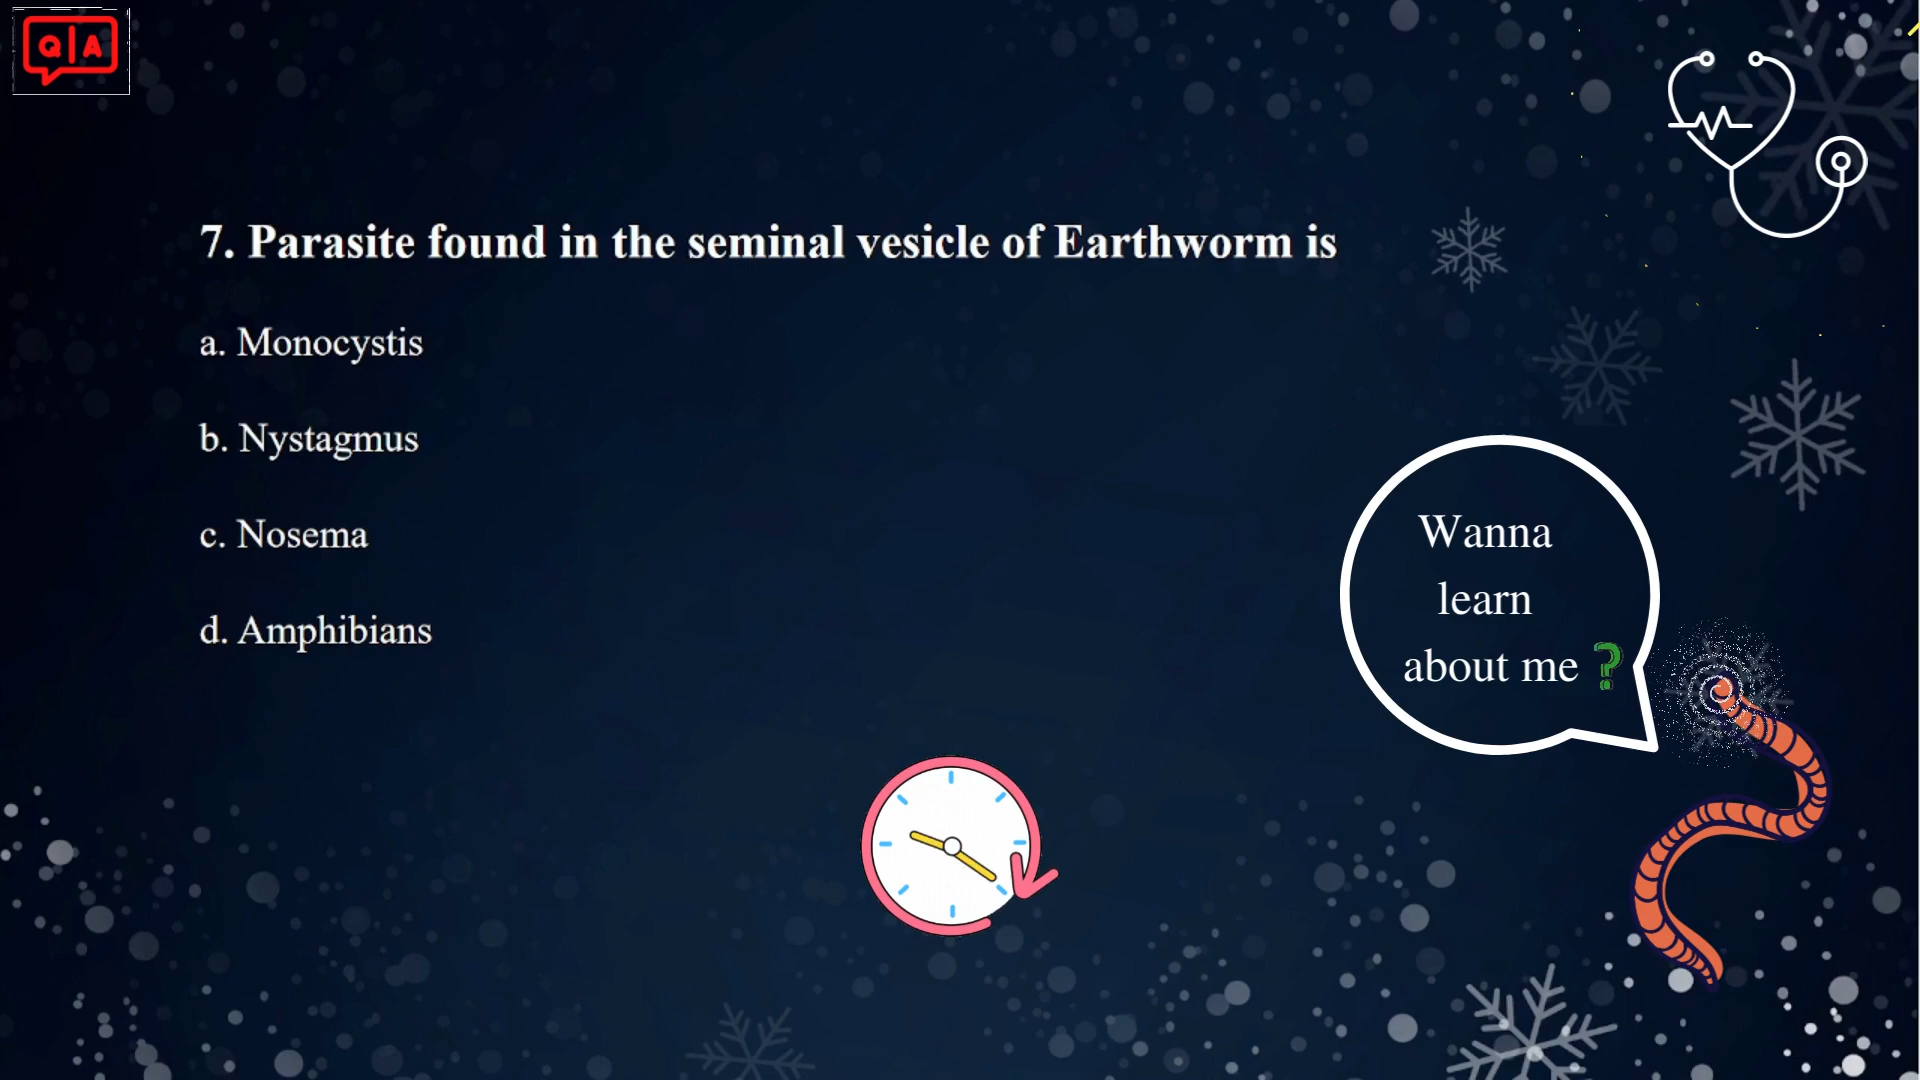 Q|A
7. Parasite found in the seminal vesicle of Earthworm is
a. Monocystis
b. Nystagmus
c. Nosema
d. Amphibians
Wanna
learn
about me ?